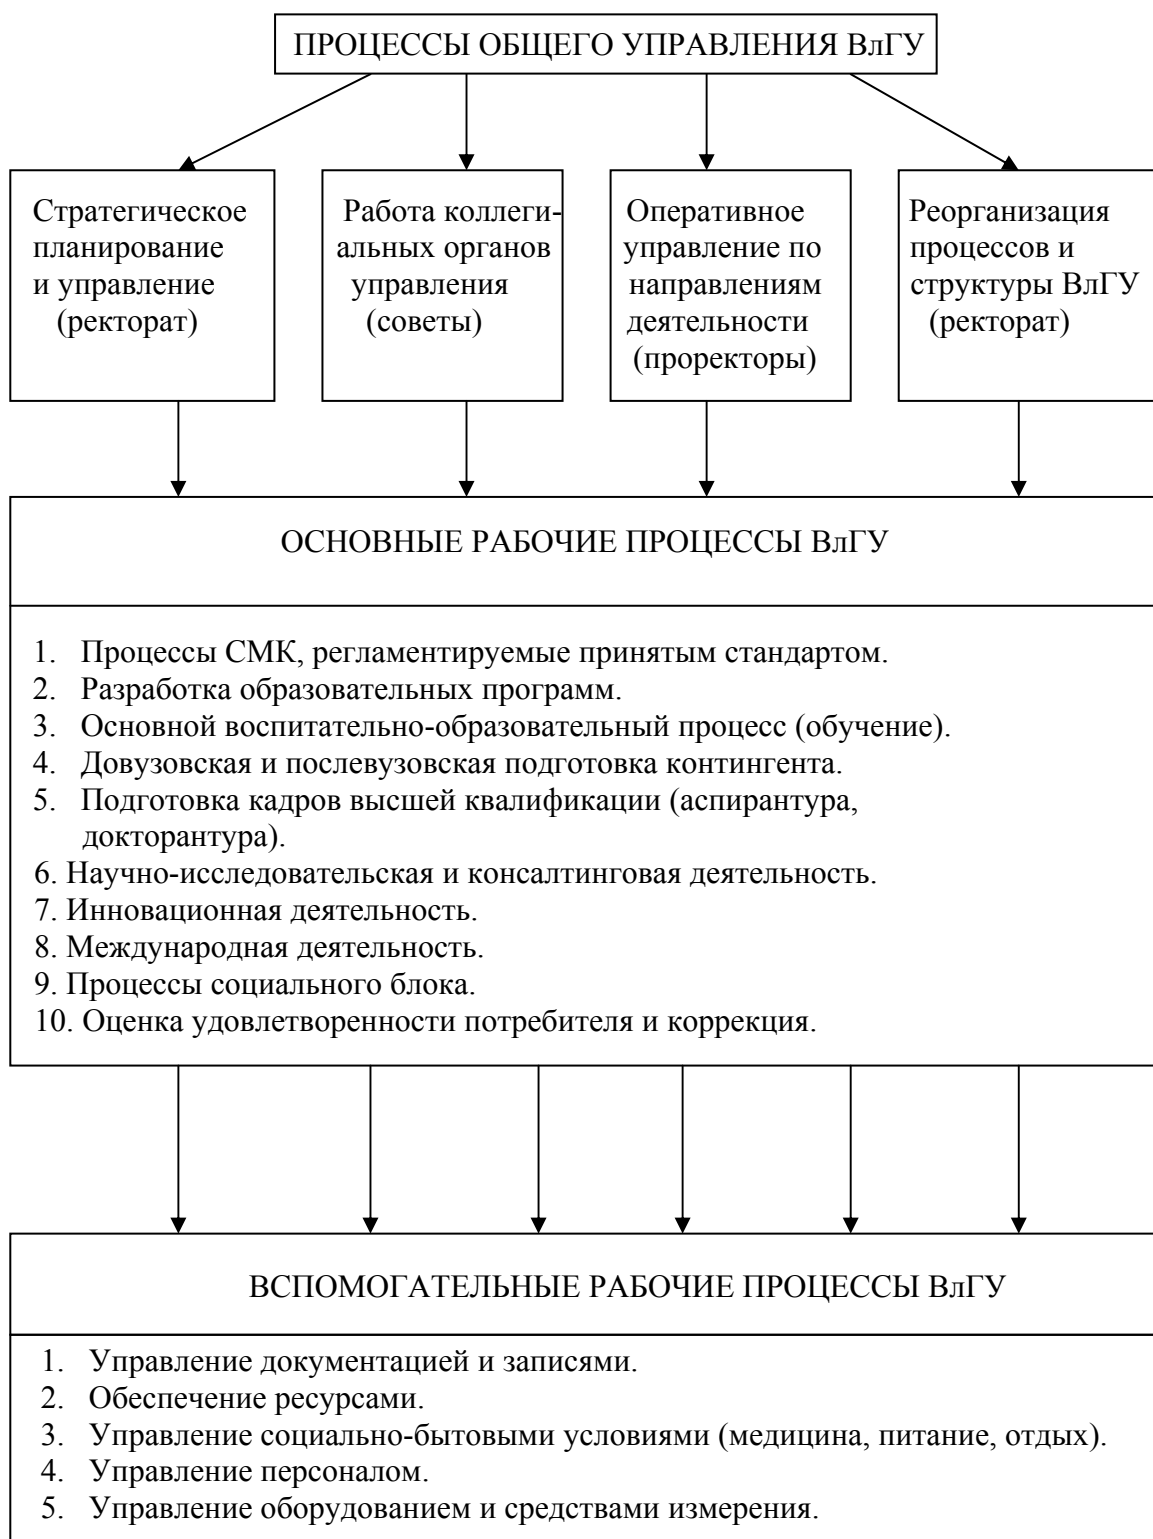 ПРОЦЕССЫ ОБЩЕГО УПРАВЛЕНИЯ ВлГУ
Стратегическое
планирование
и управление
(ректорат)
Работа коллеги-
альных органов
управления
(советы)
Оперативное
управление по
направлениям
деятельности
(проректоры)
Реорганизация
процессов и
структуры ВлГУ
(ректорат)
ОСНОВНЫЕ РАБОЧИЕ ПРОЦЕССЫ ВлГУ
1. Процессы СМК, регламентируемые принятым стандартом.
2. Разработка образовательных программ.
3. Основной воспитательно-образовательный процесс (обучение).
4. Довузовская и послевузовская подготовка контингента.
5. Подготовка кадров высшей квалификации (аспирантура,
докторантура).
6. Научно-исследовательская и консалтинговая деятельность.
7. Инновационная деятельность.
8. Международная деятельность.
9. Процессы социального блока.
10. Оценка удовлетворенности потребителя и коррекция.
ВСПОМОГАТЕЛЬНЫЕ РАБОЧИЕ ПРОЦЕССЫ ВлГУ
1. Управление документацией и записями.
2. Обеспечение ресурсами.
3. Управление социально-бытовыми условиями (медицина, питание, отдых).
4. Управление персоналом.
5. Управление оборудованием и средствами измерения.